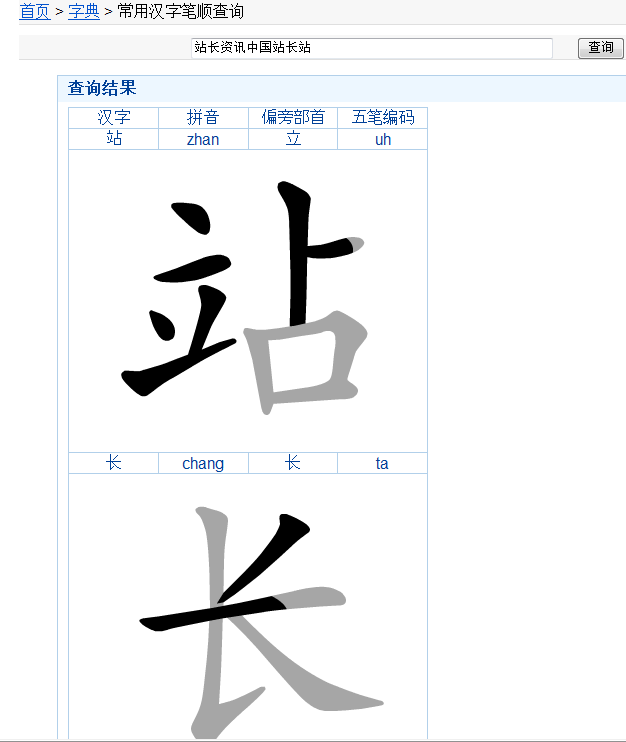 首页 > 字典 > 常用汉字笔顺查询
站长资讯中国站长站 查询
查询结果
汉字 拼音 偏旁部首 五笔编码
站 zhan 立 uh
站
长 chang 长 ta
长